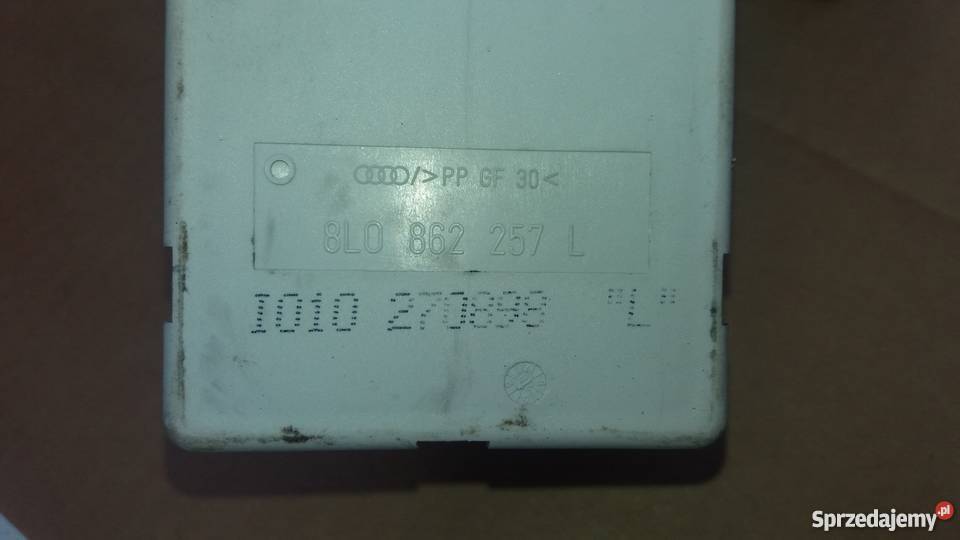 />PP GF 30<
8L0 862 257 L
I010 270898 "L"
Sprzedajemy.pl